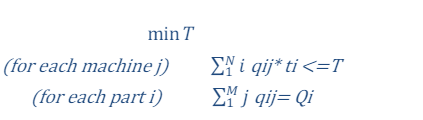 min T
(for each machine j) ∑₁ᴺ i qij* ti <=T
(for each part i) ∑₁ᴹ j qij= Qi